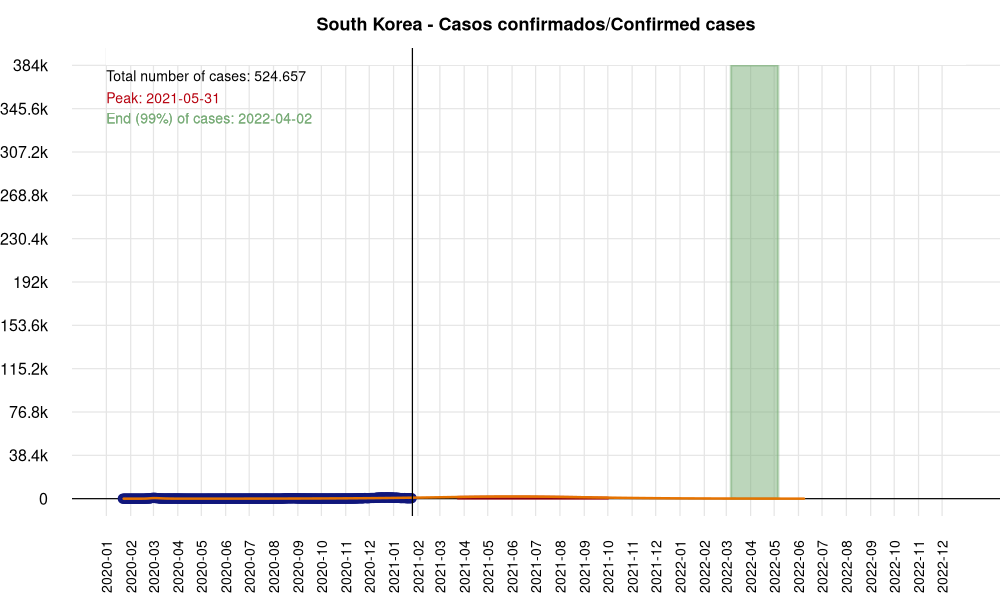 South Korea - Casos confirmados/Confirmed cases
384k
Total number of cases: 524.657
Peak: 2021-05-31
345.6k
End (99%) of cases: 2022-04-02
307.2k
268.8k
230.4k
192k
153.6k
115.2k
76.8k
38.4k
0
2020-01
2020-02
2020-03
2020-04
2020-05
2020-06
2020-07
2020-08
2020-09
2020-10
2020-11
2020-12
2021-01
2021-02
2021-03
2021-04
2021-05
2021-06
2021-07
2021-08
2021-09
2021-10
2021-11
2021-12
2022-01
2022-02
2022-03
2022-04
2022-05
2022-06
2022-07
2022-08
2022-09
2022-10
2022-11
2022-12